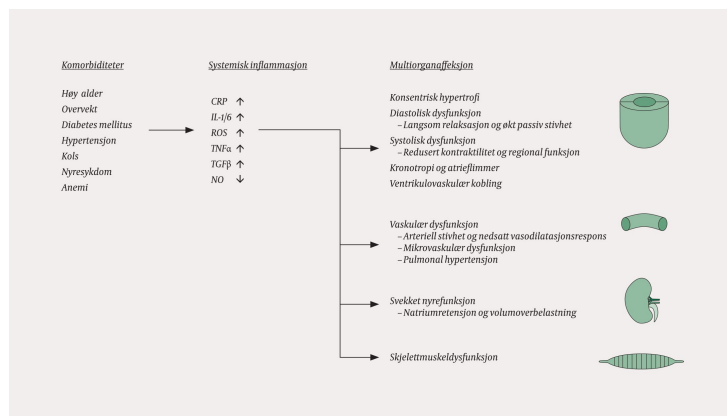 Komorbiditeter
Høy alder
Overvekt
Diabetes mellitus
Hypertensjon
Kols
Nyresykdom
Anemi
Systemisk inflammasjon
CRP ↑
IL-1/6 ↑
ROS ↑
TNFα ↑
TGFβ ↑
NO ↓
Multiorganaffeksjon
Konsentrisk hypertrofi
Diastolisk dysfunksjon
– Langsom relaksasjon og økt passiv stivhet
Systolisk dysfunksjon
– Redusert kontraktilitet og regional funksjon
Kronotropi og atrieflimmer
Ventrikulovaskulær kobling
Vaskulær dysfunksjon
– Arteriell stivhet og nedsatt vasodilatasjonsrespons
– Mikrovaskulær dysfunksjon
– Pulmonal hypertensjon
Svekket nyrefunksjon
– Natriumretensjon og volumoverbelastning
Skjelettmuskeldysfunksjon